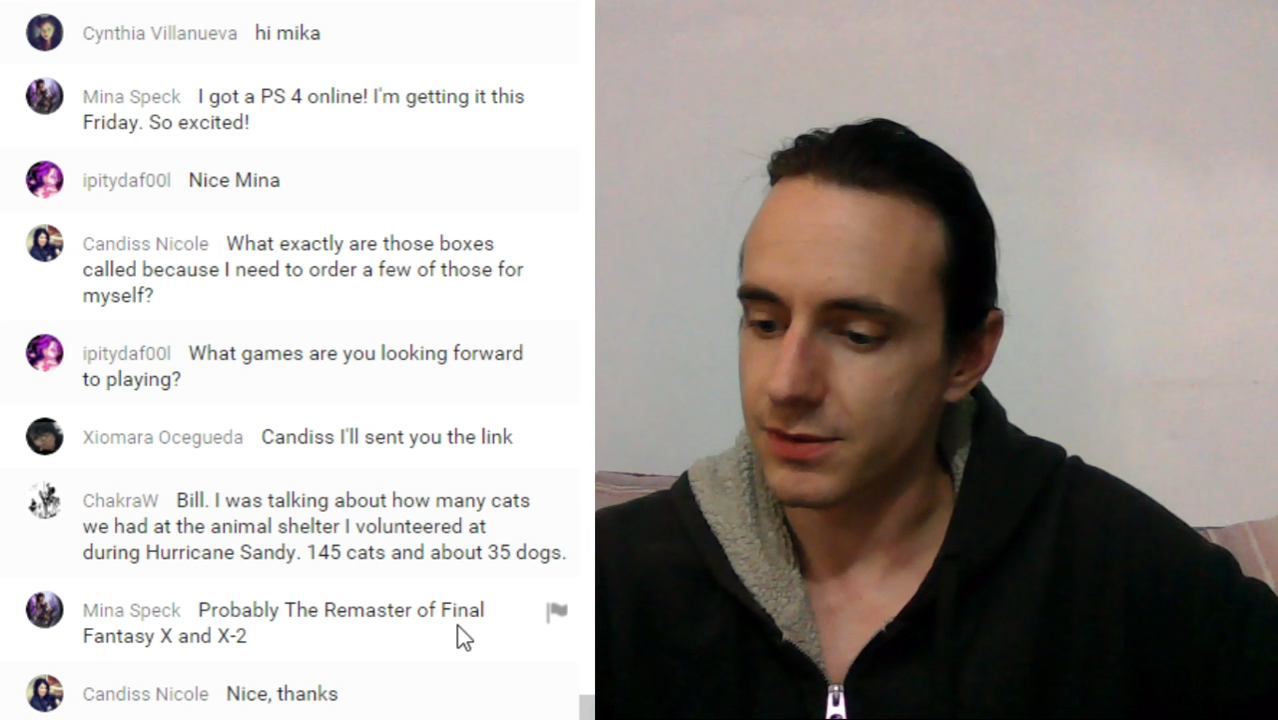 Cynthia Villanueva hi mika
Mina Speck I got a PS 4 online! I'm getting it this
Friday. So excited!
ipitydaf00l Nice Mina
Candiss Nicole What exactly are those boxes
called because I need to order a few of those for
myself?
ipitydaf00l What games are you looking forward
to playing?
Xiomara Ocegueda Candiss I'll sent you the link
ChakraW Bill. I was talking about how many cats
we had at the animal shelter I volunteered at
during Hurricane Sandy. 145 cats and about 35 dogs.
Mina Speck Probably The Remaster of Final
Fantasy X and X-2
Candiss Nicole Nice, thanks